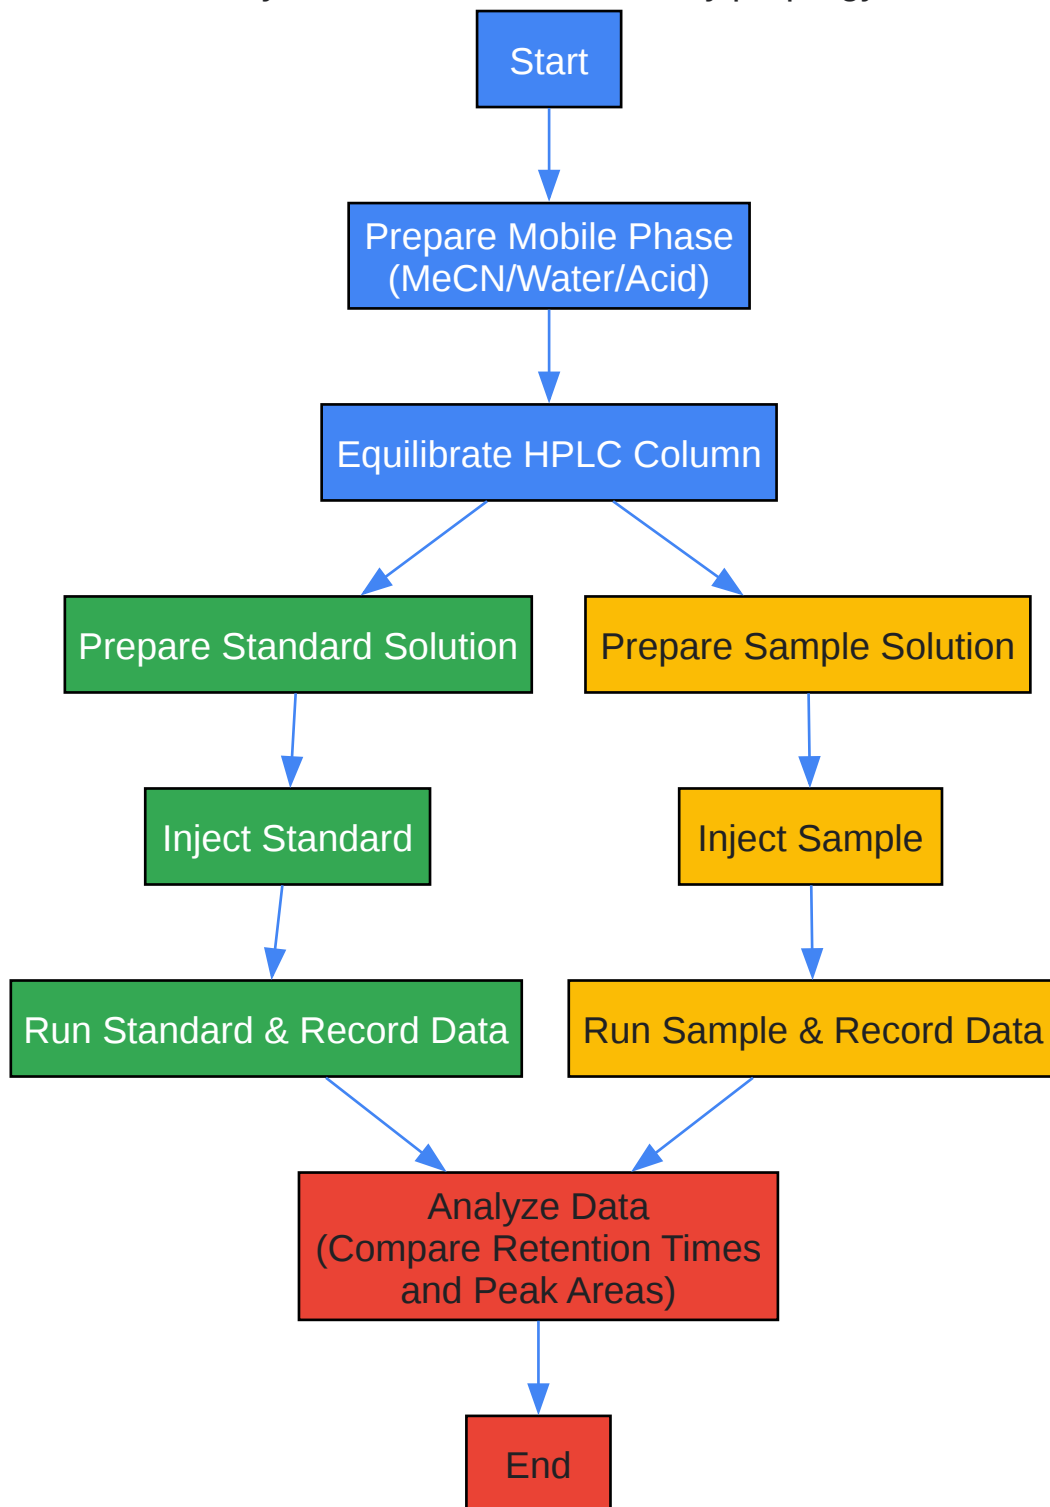 Start
Prepare Mobile Phase
(MeCN/Water/Acid)
Equilibrate HPLC Column
Prepare Standard Solution
Prepare Sample Solution
Inject Standard
Inject Sample
Run Standard & Record Data
Run Sample & Record Data
Analyze Data
(Compare Retention Times
and Peak Areas)
End